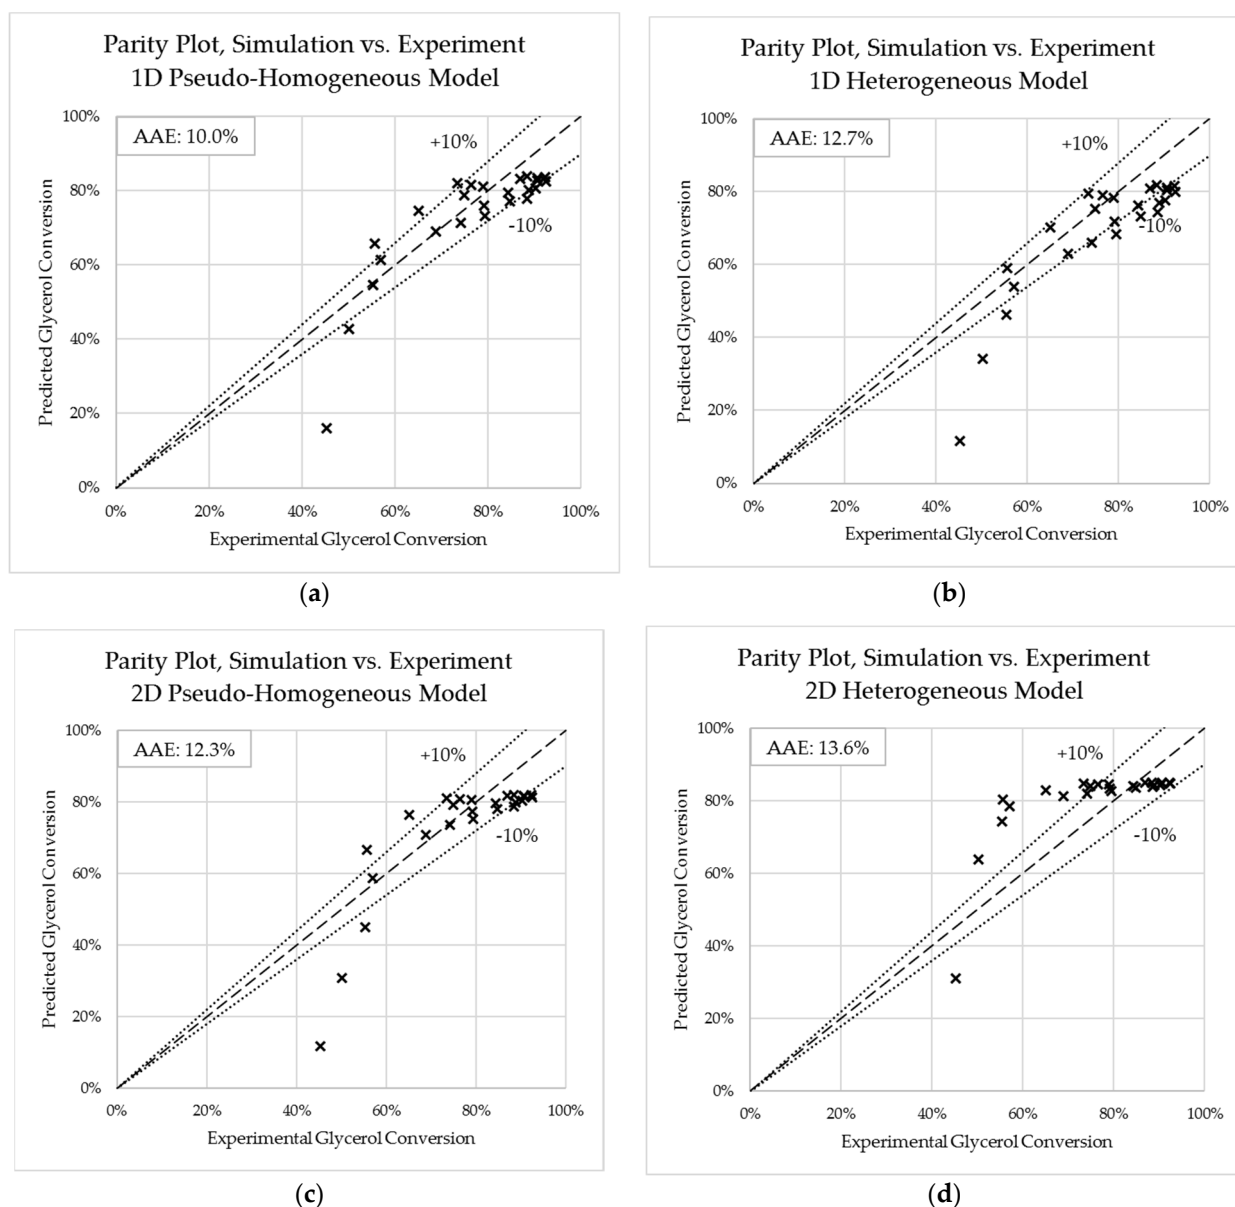 Parity Plot, Simulation vs. Experiment
1D Pseudo-Homogeneous Model
AAE: 10.0%
+10%
-10%
Predicted Glycerol Conversion
100%
80%
60%
40%
20%
0%
0% 20% 40% 60% 80% 100%
Experimental Glycerol Conversion
(a)
Parity Plot, Simulation vs. Experiment
1D Heterogeneous Model
AAE: 12.7%
+10%
-10%
Predicted Glycerol Conversion
100%
80%
60%
40%
20%
0%
0% 20% 40% 60% 80% 100%
Experimental Glycerol Conversion
(b)
Parity Plot, Simulation vs. Experiment
2D Pseudo-Homogeneous Model
AAE: 12.3%
+10%
-10%
Predicted Glycerol Conversion
100%
80%
60%
40%
20%
0%
0% 20% 40% 60% 80% 100%
Experimental Glycerol Conversion
(c)
Parity Plot, Simulation vs. Experiment
2D Heterogeneous Model
AAE: 13.6%
+10%
-10%
Predicted Glycerol Conversion
100%
80%
60%
40%
20%
0%
0% 20% 40% 60% 80% 100%
Experimental Glycerol Conversion
(d)